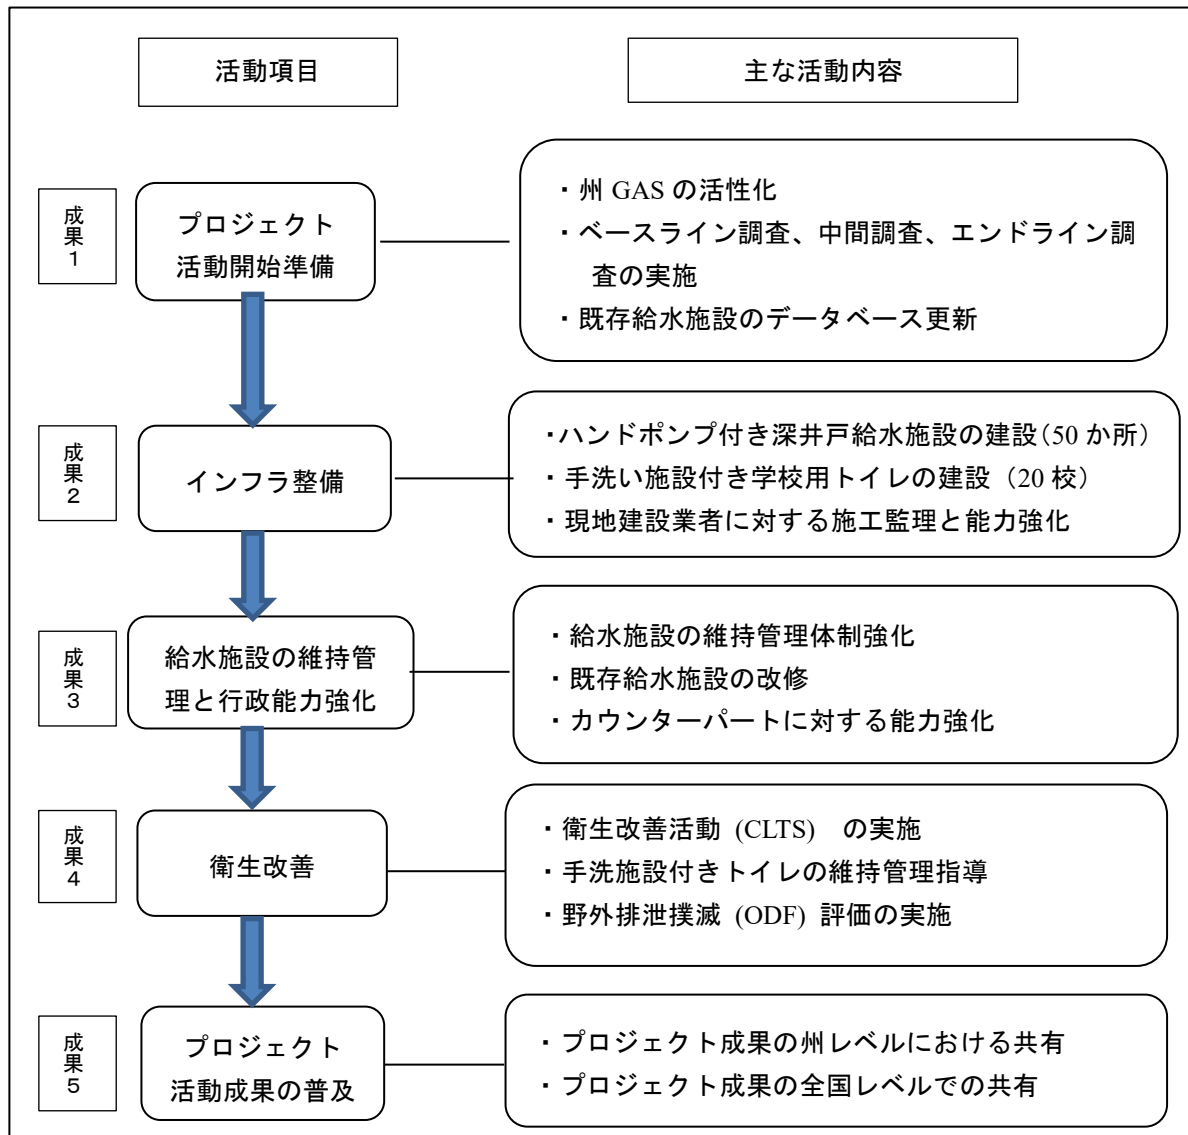 活動項目
主な活動内容
成
果
1
プロジェクト
活動開始準備
・州 GAS の活性化
・ベースライン調査、中間調査、エンドライン調
査の実施
・既存給水施設のデータベース更新
成
果
2
インフラ整備
・ハンドポンプ付き深井戸給水施設の建設(50 か所)
・手洗い施設付き学校用トイレの建設（20 校）
・現地建設業者に対する施工監理と能力強化
成
果
3
給水施設の維持管
理と行政能力強化
・給水施設の維持管理体制強化
・既存給水施設の改修
・カウンターパートに対する能力強化
成
果
4
衛生改善
・衛生改善活動 (CLTS)　の実施
・手洗施設付きトイレの維持管理指導
・野外排泄撲滅 (ODF) 評価の実施
成
果
5
プロジェクト
活動成果の普及
・プロジェクト成果の州レベルにおける共有
・プロジェクト成果の全国レベルでの共有